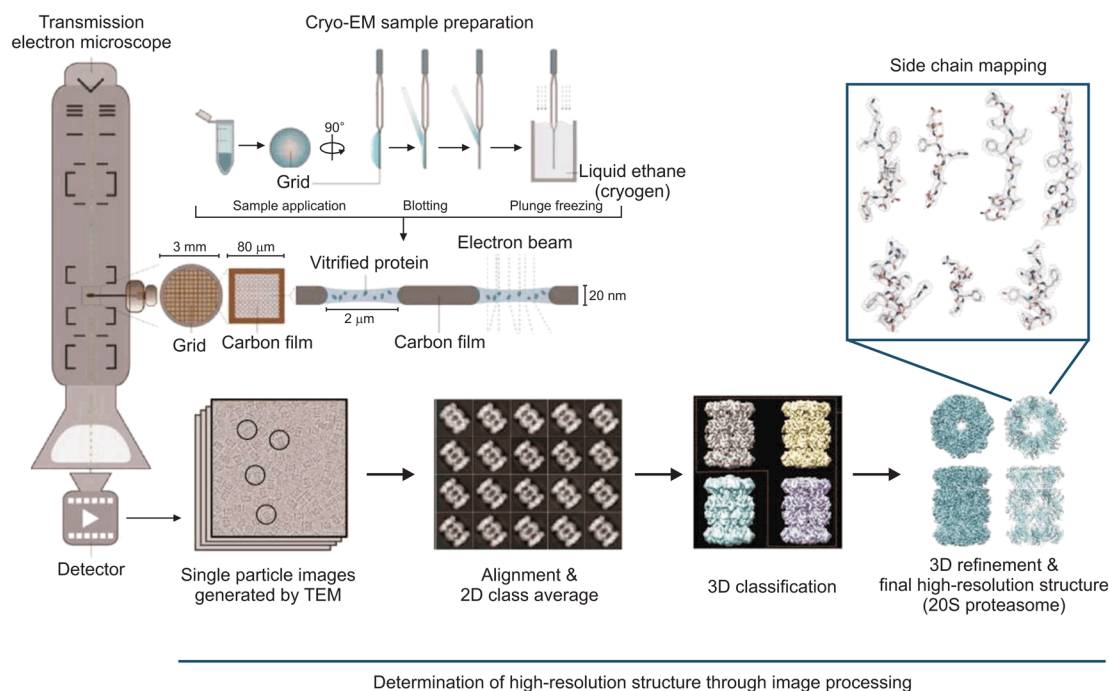 Transmission
electron microscope
Cryo-EM sample preparation
90°
Grid
Liquid ethane
(cryogen)
Sample application
Blotting
Plunge freezing
3 mm
80 μm
Vitrified protein
Electron beam
20 nm
2 μm
Grid
Carbon film
Carbon film
Side chain mapping
Detector
Single particle images
generated by TEM
Alignment &
2D class average
3D classification
3D refinement &
final high-resolution structure
(20S proteasome)
Determination of high-resolution structure through image processing